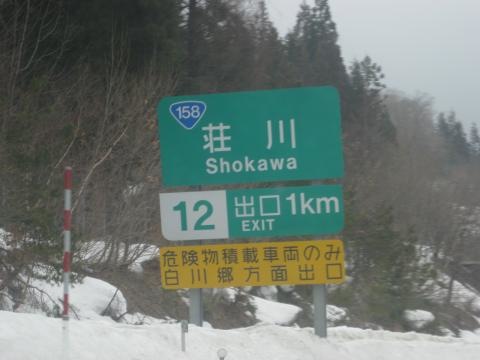 158
荘川
Shokawa
12 出口 1km
EXIT
危険物積載車両のみ
白川郷方面出口